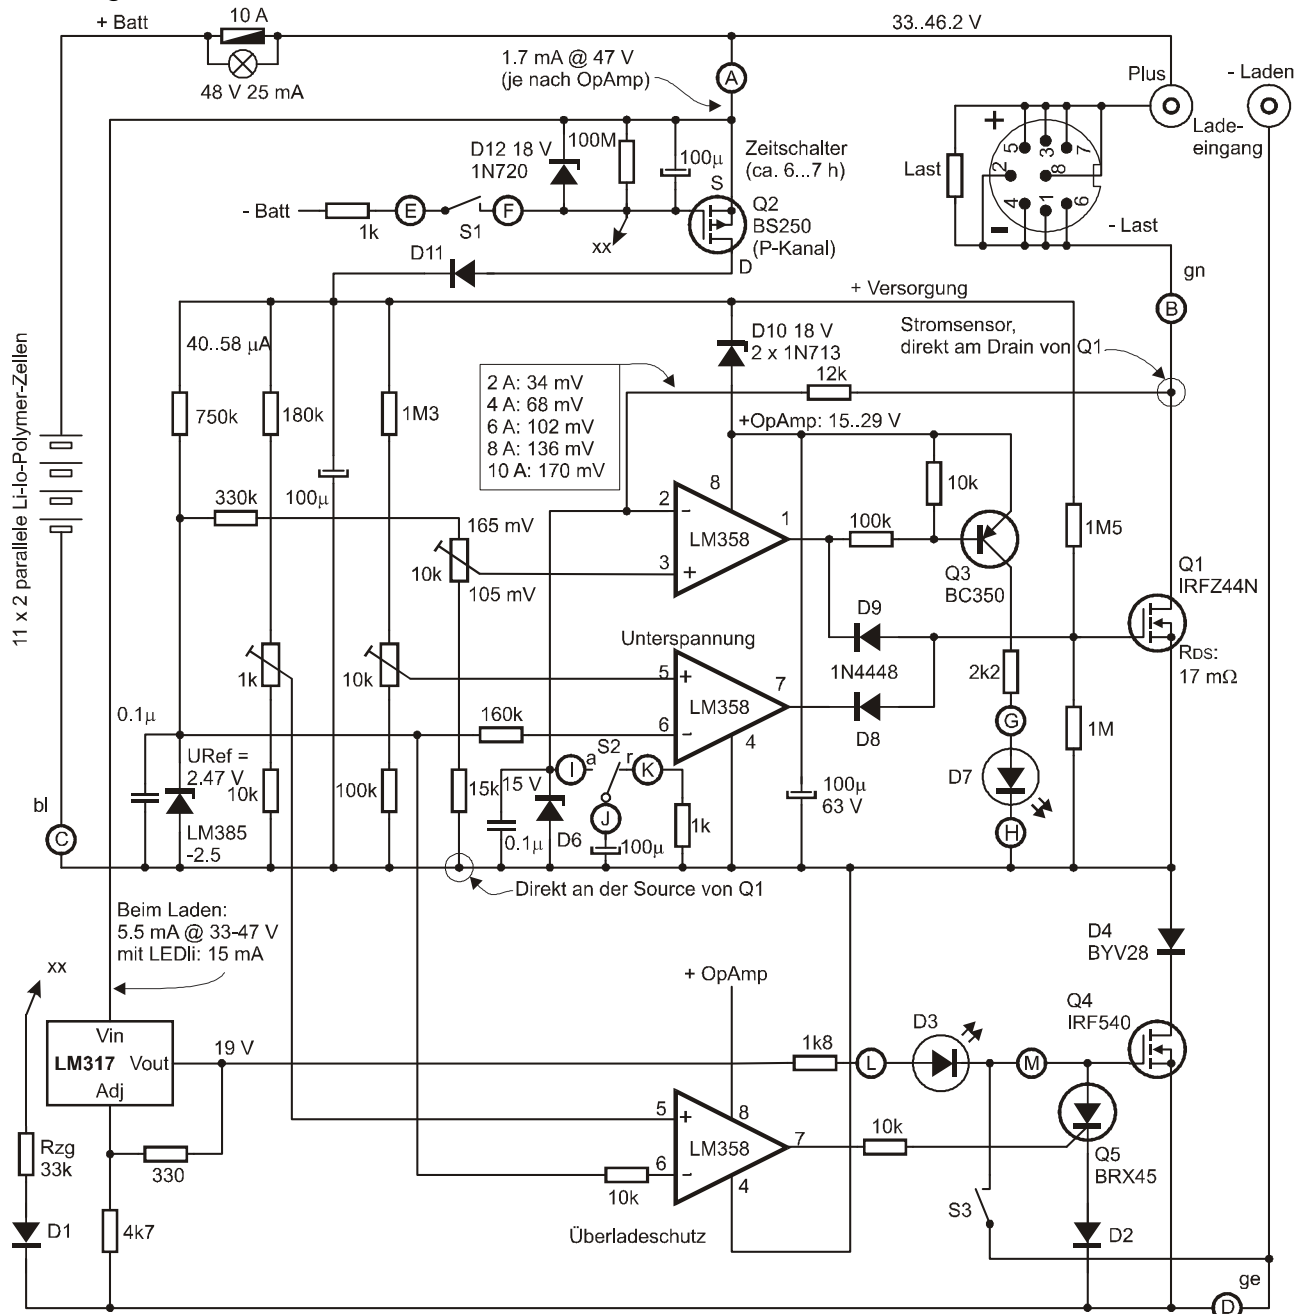 10 A
+ Batt
33..46.2 V
48 V 25 mA
1.7 mA @ 47 V
(je nach OpAmp)
A
Plus
- Laden
Lade-
eingang
+
5
3
7
2
8
4
1
6
-
Last
- Last
D12 18 V
1N720
100M
100µ
Zeitschalter
(ca. 6...7 h)
S
Q2
BS250
(P-Kanal)
D
- Batt
1k
E
S1
F
xx
D11
gn
B
+ Versorgung
Stromsensor,
direkt am Drain von Q1
D10 18 V
2 x 1N713
40..58 µA
12k
2 A: 34 mV
4 A: 68 mV
6 A: 102 mV
8 A: 136 mV
10 A: 170 mV
+OpAmp: 15..29 V
750k
180k
1M3
100µ
330k
11 x 2 parallele Li-Io-Polymer-Zellen
165 mV
10k
105 mV
2
-
8
1
LM358
3
+
100k
10k
Q3
BC350
1M5
Q1
IRFZ44N
RDS:
17 mΩ
D9
1N4448
D8
Unterspannung
1k
10k
5
+
7
LM358
6
-
4
2k2
G
1M
0.1µ
160k
URef =
2.47 V
10k
100k
15k
LM385
-2.5
15 V
I
a
S2
r
K
J
0.1µ
D6
100µ
1k
100µ
63 V
D7
H
bl
C
Direkt an der Source von Q1
Beim Laden:
5.5 mA @ 33-47 V
mit LEDli: 15 mA
D4
BYV28
xx
+ OpAmp
Q4
IRF540
Vin
LM317
Vout
Adj
19 V
1k8
L
D3
M
Rzg
33k
330
5
+
8
7
LM358
6
-
4
10k
10k
Q5
BRX45
S3
D1
4k7
Überladeschutz
D2
ge
D